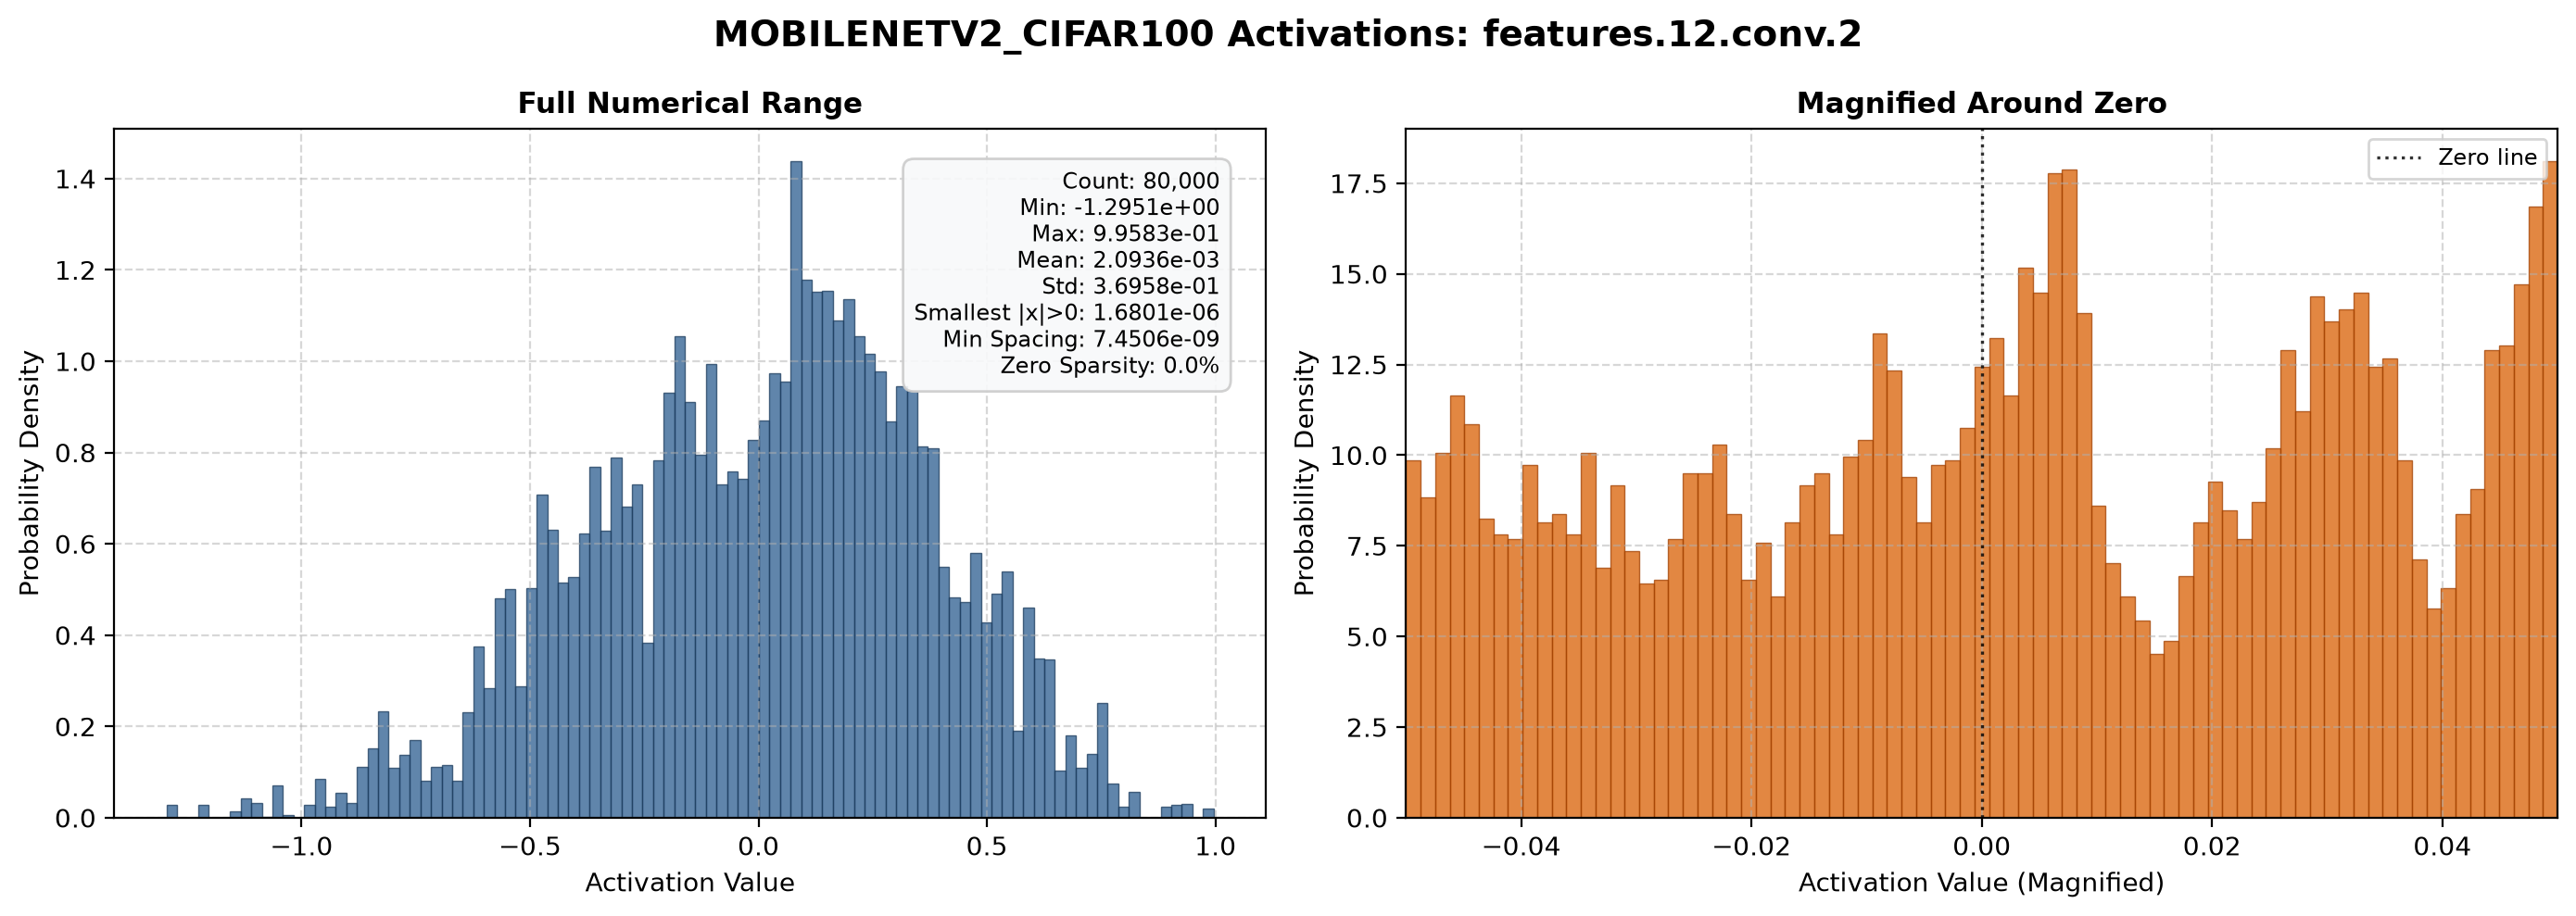 MOBILENETV2_CIFAR100 Activations: features.12.conv.2
Full Numerical Range
Probability Density
1.4
1.2
1.0
0.8
0.6
0.4
0.2
0.0
Count: 80,000
Min: -1.2951e+00
Max: 9.9583e-01
Mean: 2.0936e-03
Std: 3.6958e-01
Smallest |x|>0: 1.6801e-06
Min Spacing: 7.4506e-09
Zero Sparsity: 0.0%
−1.0 −0.5 0.0 0.5 1.0
Activation Value
Magnified Around Zero
Probability Density
17.5
15.0
12.5
10.0
7.5
5.0
2.5
0.0
Zero line
−0.04 −0.02 0.00 0.02 0.04
Activation Value (Magnified)